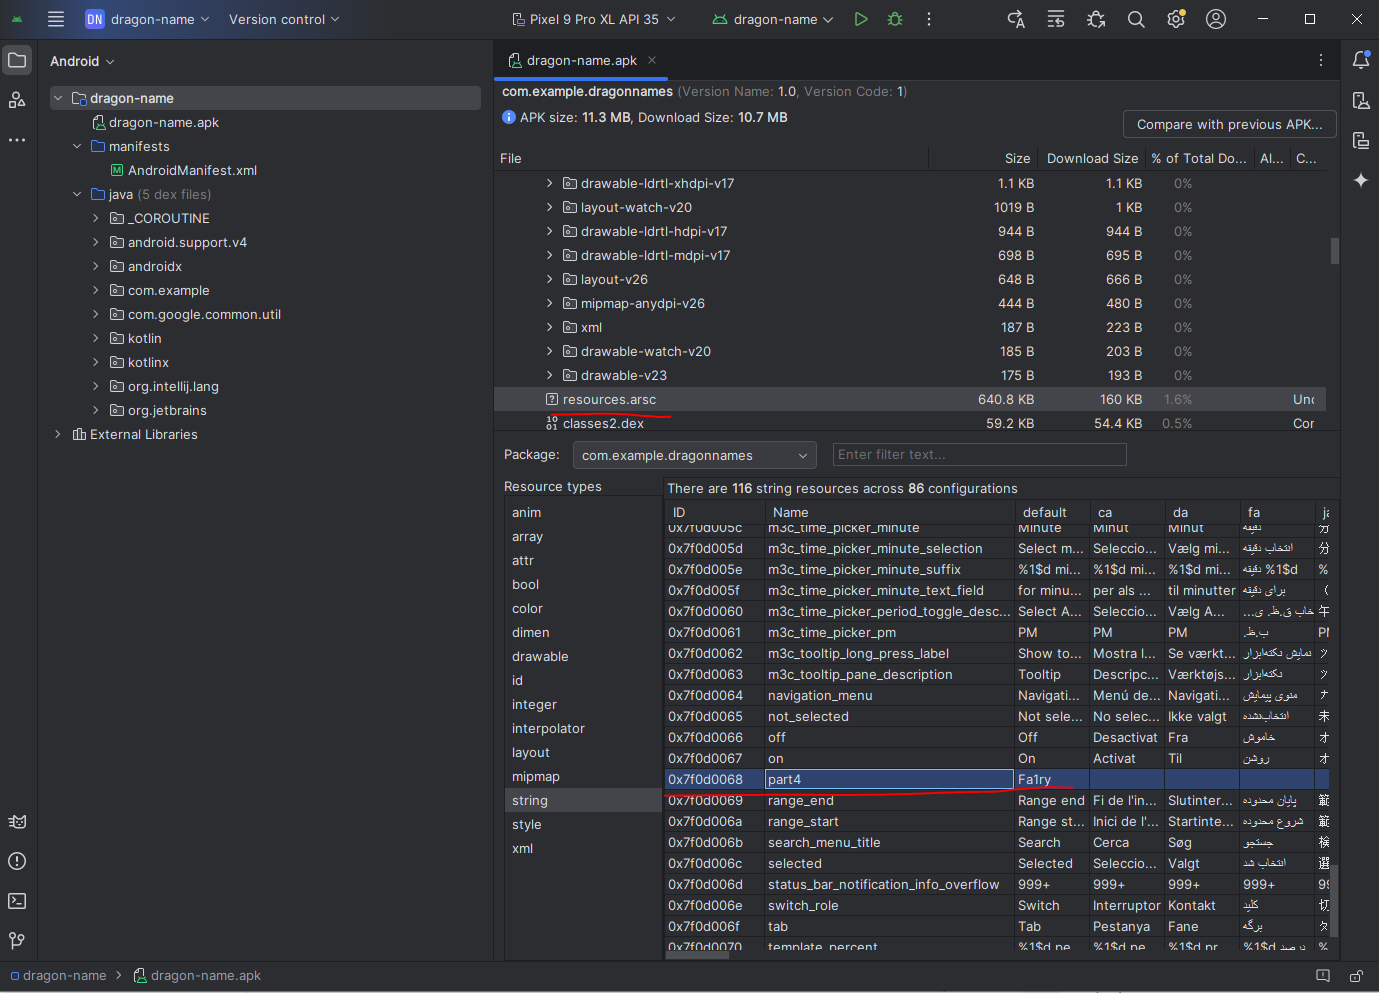 DN dragon-name Version control Pixel 9 Pro XL API 35 dragon-name
Android
dragon-name
dragon-name.apk
manifests
AndroidManifest.xml
java (5 dex files)
_COROUTINE
android.support.v4
androidx
com.example
com.google.common.util
kotlin
kotlinx
org.intellij.lang
org.jetbrains
External Libraries
dragon-name.apk
com.example.dragonnames (Version Name: 1.0, Version Code: 1)
APK size: 11.3 MB, Download Size: 10.7 MB
Compare with previous APK...
File Size Download Size % of Total Do... Al... C...
drawable-ldrtl-xhdpi-v17 1.1 KB 1.1 KB 0%
layout-watch-v20 1019 B 1 KB 0%
drawable-ldrtl-hdpi-v17 944 B 944 B 0%
drawable-ldrtl-mdpi-v17 698 B 695 B 0%
layout-v26 648 B 666 B 0%
mipmap-anydpi-v26 444 B 480 B 0%
xml 187 B 223 B 0%
drawable-watch-v20 185 B 203 B 0%
drawable-v23 175 B 193 B 0%
resources.arsc 640.8 KB 160 KB 1.6% Unc
classes2.dex 59.2 KB 54.4 KB 0.5% Cor
Package: com.example.dragonnames Enter filter text...
Resource types
anim
array
attr
bool
color
dimen
drawable
id
integer
interpolator
layout
mipmap
string
style
xml
There are 116 string resources across 86 configurations
ID Name default ca da fa ja
0x7f0d005c m3c_time_picker_minute Minute Minut Minut دقیقه 分
0x7f0d005d m3c_time_picker_minute_selection Select m... Seleccio... Vælg mi... انتخاب دقیقه 分
0x7f0d005e m3c_time_picker_minute_suffix %1$d mi... %1$d mi... %1$d mi... %1$d دقیقه %
0x7f0d005f m3c_time_picker_minute_text_field for minu... per als ... til minutter برای دقیقه （
0x7f0d0060 m3c_time_picker_period_toggle_desc... Select A... Seleccio... Vælg A... خاب ق.ظ. ی... 午
0x7f0d0061 m3c_time_picker_pm PM PM PM ب.ظ. PM
0x7f0d0062 m3c_tooltip_long_press_label Show to... Mostra l... Se værkt... نمایش نکته‌ابزار ツ
0x7f0d0063 m3c_tooltip_pane_description Tooltip Descripc... Værktøjs... نکته‌ابزار ツ
0x7f0d0064 navigation_menu Navigati... Menú de... Navigati... منوی پیمایش ナ
0x7f0d0065 not_selected Not sele... No selec... Ikke valgt انتخاب‌نشده 未
0x7f0d0066 off Off Desactivat Fra خاموش オ
0x7f0d0067 on On Activat Til روشن オ
0x7f0d0068 part4 Fa1ry
0x7f0d0069 range_end Range end Fi de l'in... Slutinter... پایان محدوده 範
0x7f0d006a range_start Range st... Inici de l'... Startinte... شروع محدوده 範
0x7f0d006b search_menu_title Search Cerca Søg جستجو 検
0x7f0d006c selected Selected Seleccio... Valgt انتخاب شد 選
0x7f0d006d status_bar_notification_info_overflow 999+ 999+ 999+ 999+ 99
0x7f0d006e switch_role Switch Interruptor Kontakt کلید 切
0x7f0d006f tab Tab Pestanya Fane برگه タ
0x7f0d0070 template_percent %1$d pe... %1$d pe... %1$d pr... %1$d درصد %
dragon-name dragon-name.apk